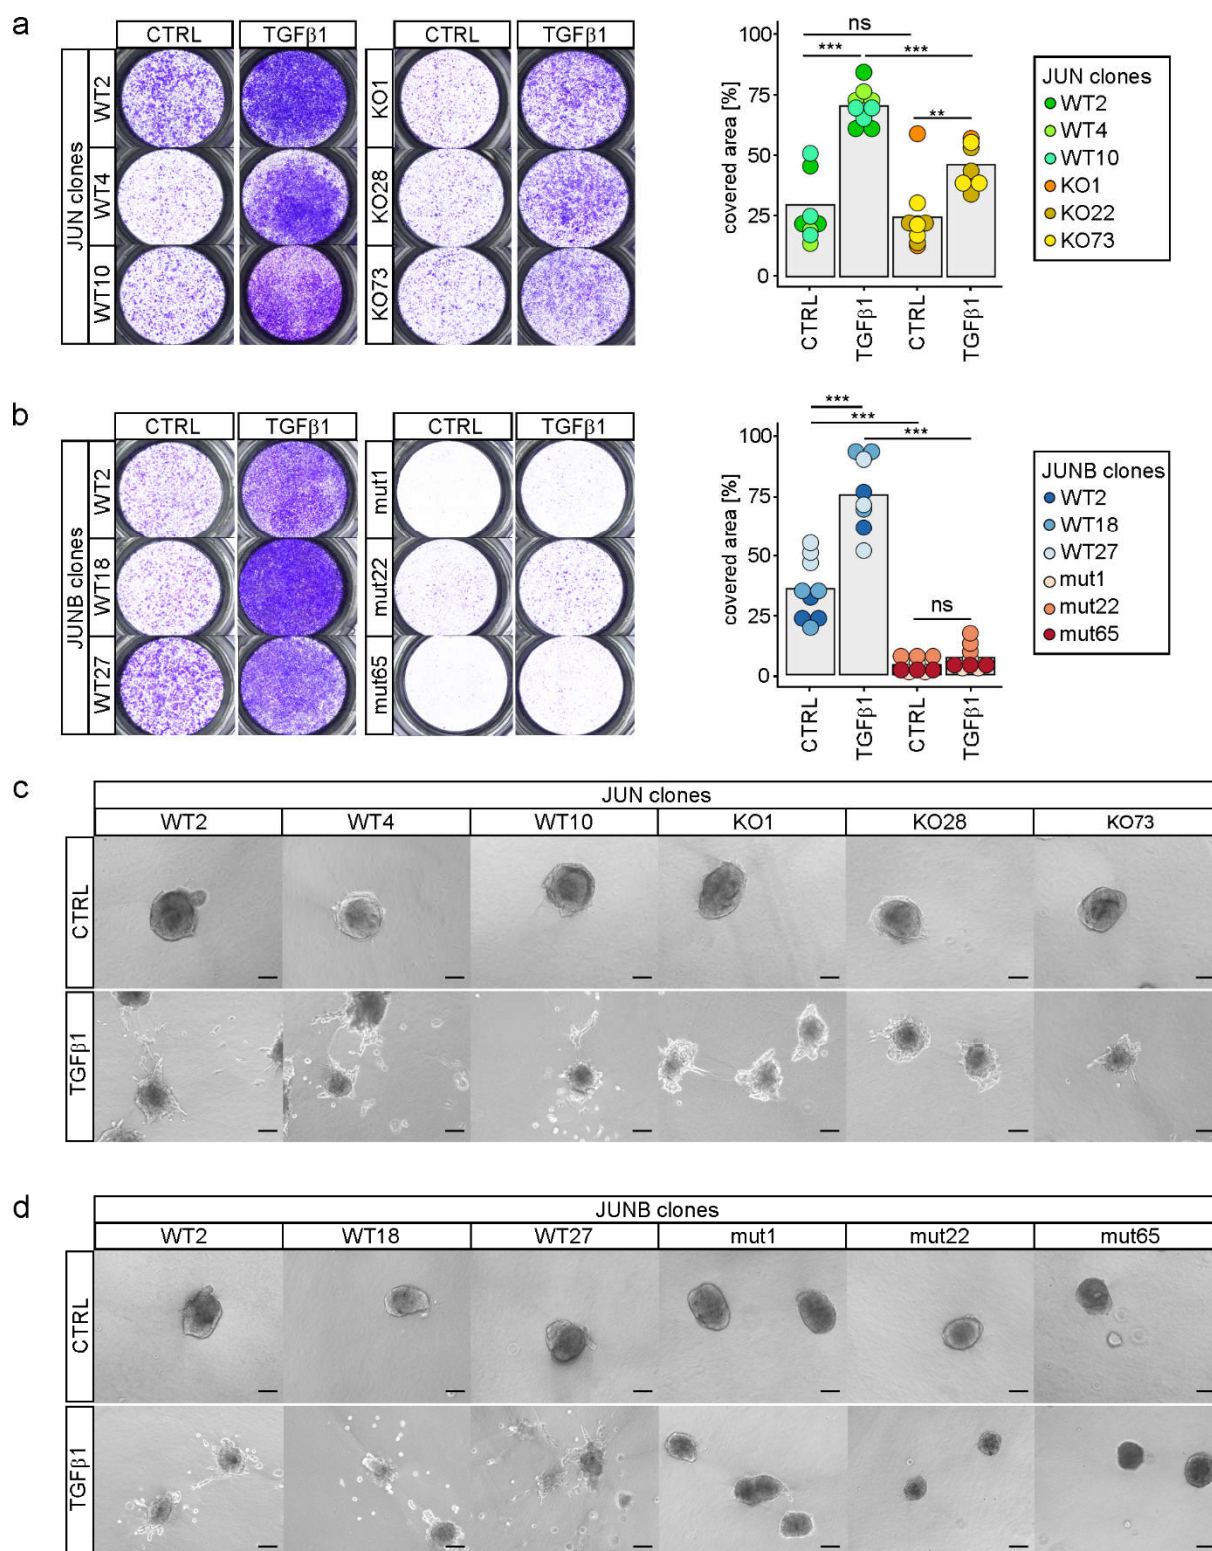 a
CTRL
TGFβ1
CTRL
TGFβ1
JUN clones
WT2
WT4
WT10
KO1
KO28
KO73
covered area [%]
100
75
50
25
0
ns
***
***
**
CTRL
TGFβ1
CTRL
TGFβ1
JUN clones
WT2
WT4
WT10
KO1
KO22
KO73
b
CTRL
TGFβ1
CTRL
TGFβ1
JUNB clones
WT2
WT18
WT27
mut1
mut22
mut65
covered area [%]
100
75
50
25
0
***
***
***
ns
CTRL
TGFβ1
CTRL
TGFβ1
JUNB clones
WT2
WT18
WT27
mut1
mut22
mut65
c
JUN clones
WT2 WT4 WT10 KO1 KO28 KO73
CTRL
TGFβ1
d
JUNB clones
WT2 WT18 WT27 mut1 mut22 mut65
CTRL
TGFβ1